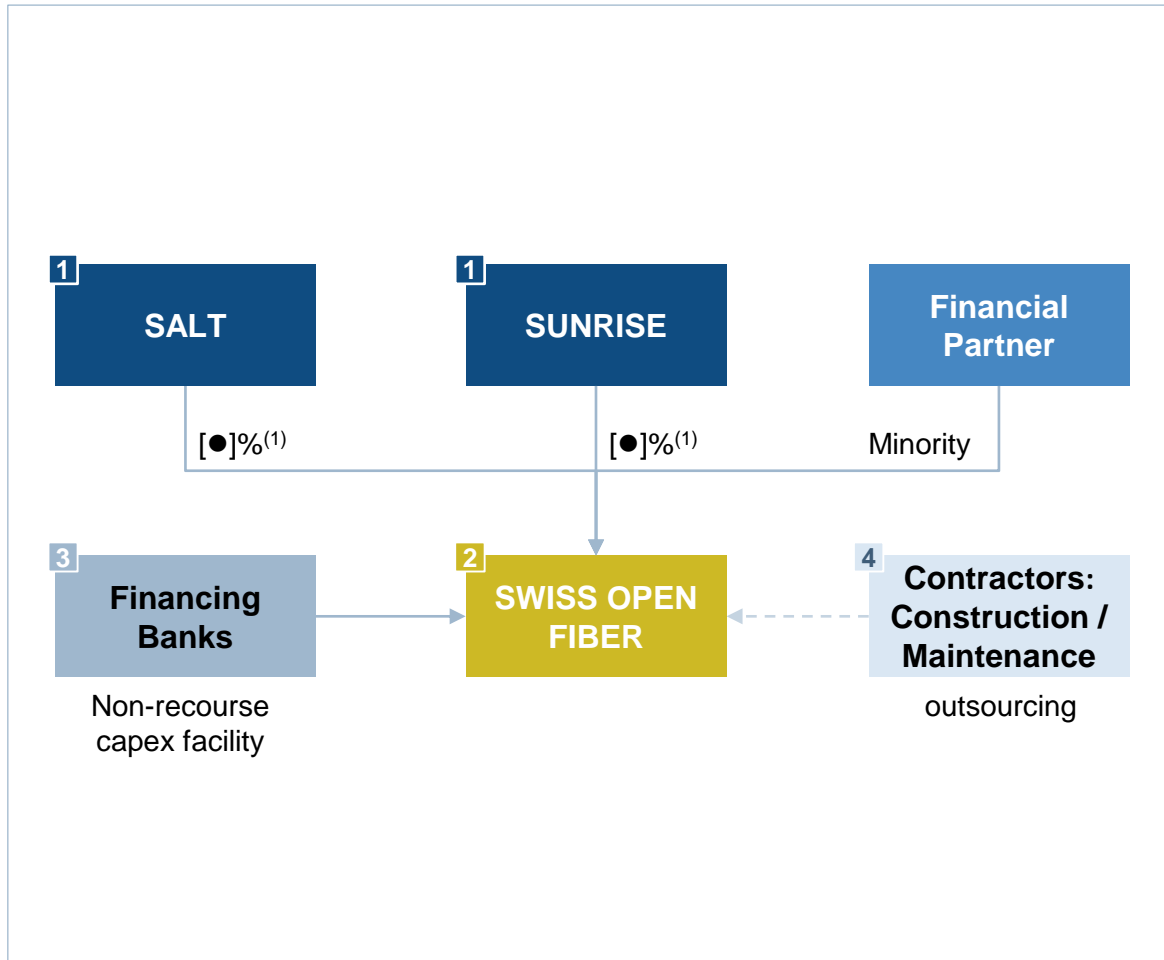 1
SALT
1
SUNRISE
Financial
Partner
[●]%(1)
[●]%(1)
Minority
3
Financing
Banks
2
SWISS OPEN
FIBER
4
Contractors:
Construction /
Maintenance
Non-recourse
capex facility
outsourcing